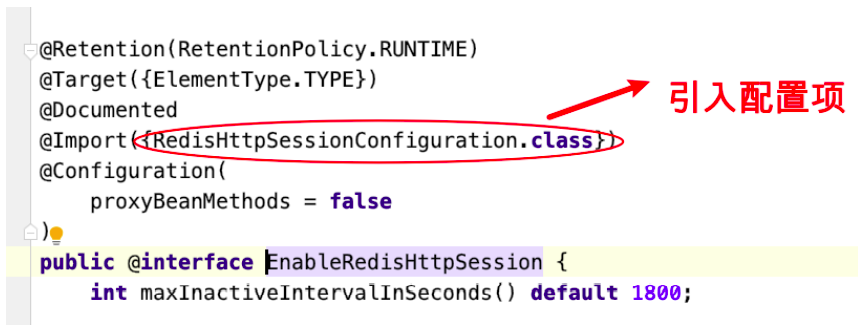 @Retention(RetentionPolicy.RUNTIME)
@Target({ElementType.TYPE})
@Documented
引入配置项
@Import({RedisHttpSessionConfiguration.class})
@Configuration(
    proxyBeanMethods = false
)
public @interface EnableRedisHttpSession {
    int maxInactiveIntervalInSeconds() default 1800;